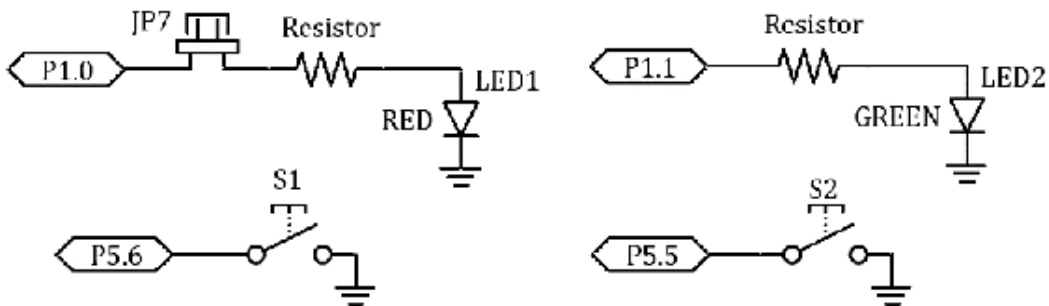 JP7
Resistor
P1.0
LED1
RED
Resistor
P1.1
LED2
GREEN
S1
P5.6
S2
P5.5